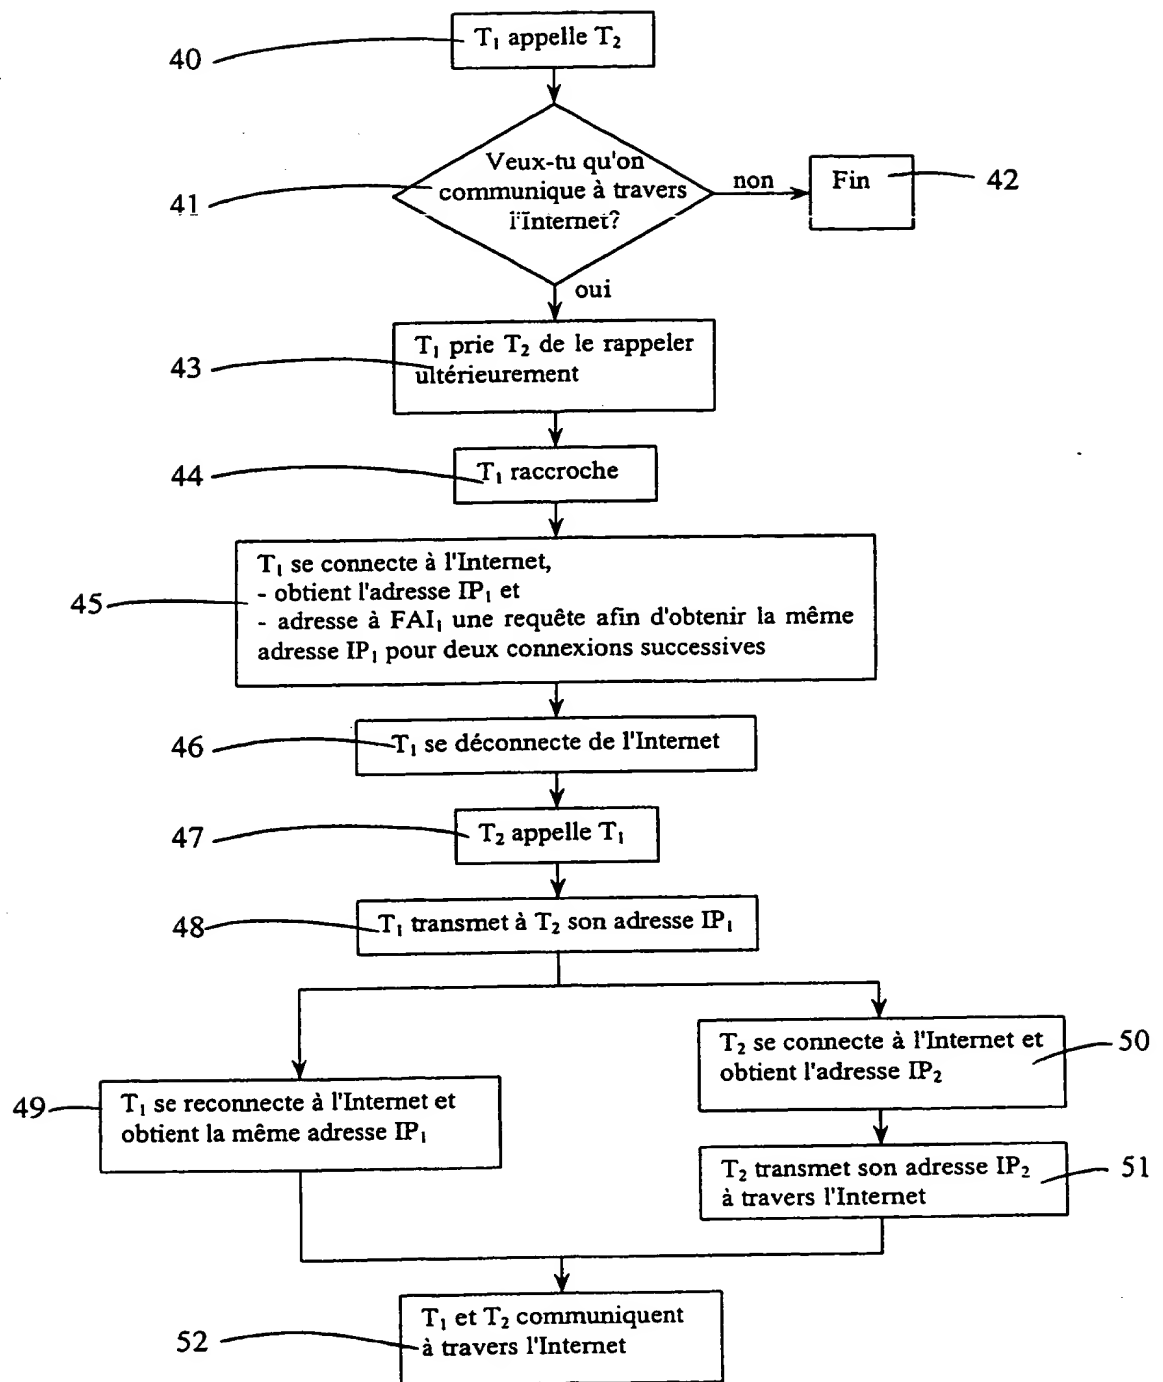 40
T₁ appelle T₂
41
Veux-tu qu'on
communique à travers
l'Internet?
non
Fin
42
oui
43
T₁ prie T₂ de le rappeler
ultérieurement
44
T₁ raccroche
45
T₁ se connecte à l'Internet,
- obtient l'adresse IP₁ et
- adresse à FAI₁ une requête afin d'obtenir la même
adresse IP₁ pour deux connexions successives
46
T₁ se déconnecte de l'Internet
47
T₂ appelle T₁
48
T₁ transmet à T₂ son adresse IP₁
49
T₁ se reconnecte à l'Internet et
obtient la même adresse IP₁
T₂ se connecte à l'Internet et
obtient l'adresse IP₂
50
T₂ transmet son adresse IP₂
à travers l'Internet
51
52
T₁ et T₂ communiquent
à travers l'Internet